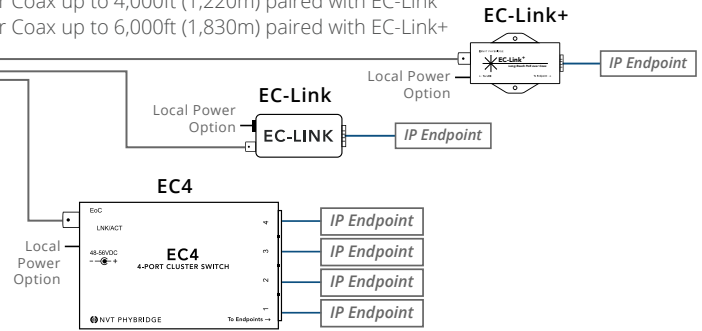 r Coax up to 4,000ft (1,220m) paired with EC-Link
r Coax up to 6,000ft (1,830m) paired with EC-Link+
EC-Link+
EC-Link+
Local Power
Option
IP Endpoint
EC-Link
Local Power
Option
EC-LINK
IP Endpoint
EC4
EoC
LNK/ACT
48-56VDC
- +
EC4
4-PORT CLUSTER SWITCH
NVT PHYBRIDGE
To Endpoints →
4
3
2
1
Local
Power
Option
IP Endpoint
IP Endpoint
IP Endpoint
IP Endpoint